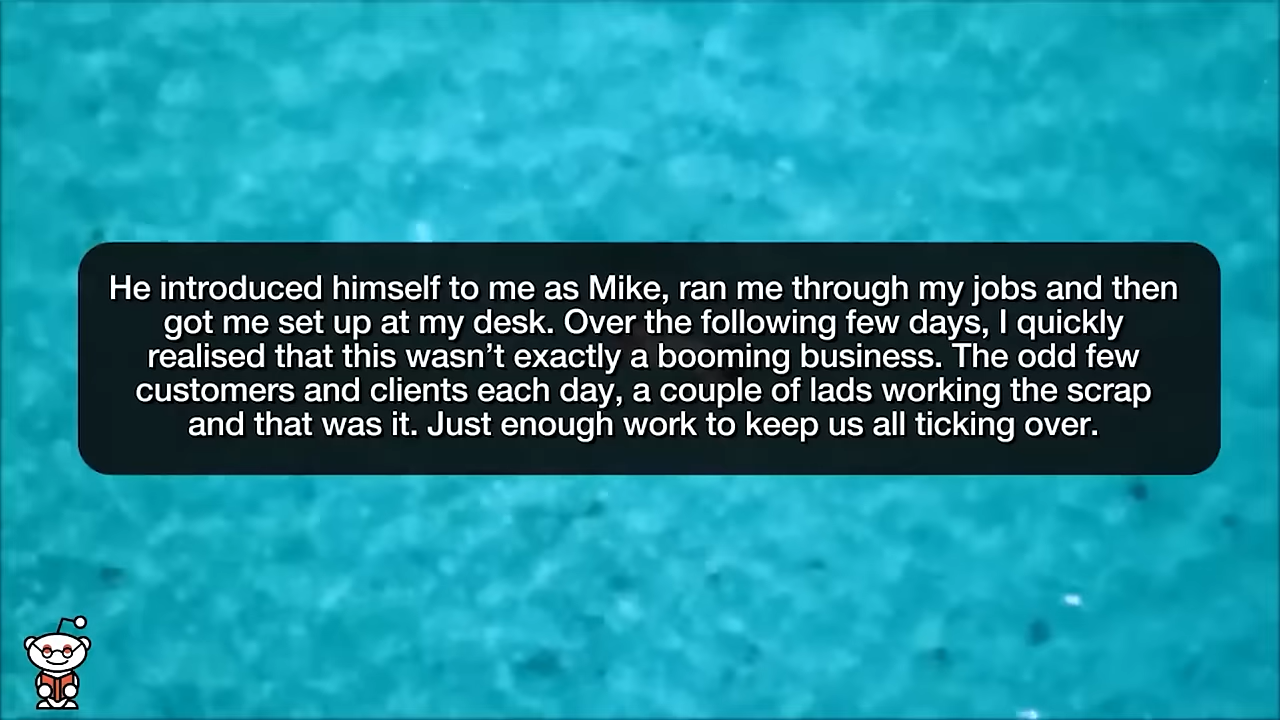 He introduced himself to me as Mike, ran me through my jobs and then
got me set up at my desk. Over the following few days, I quickly
realised that this wasn’t exactly a booming business. The odd few
customers and clients each day, a couple of lads working the scrap
and that was it. Just enough work to keep us all ticking over.